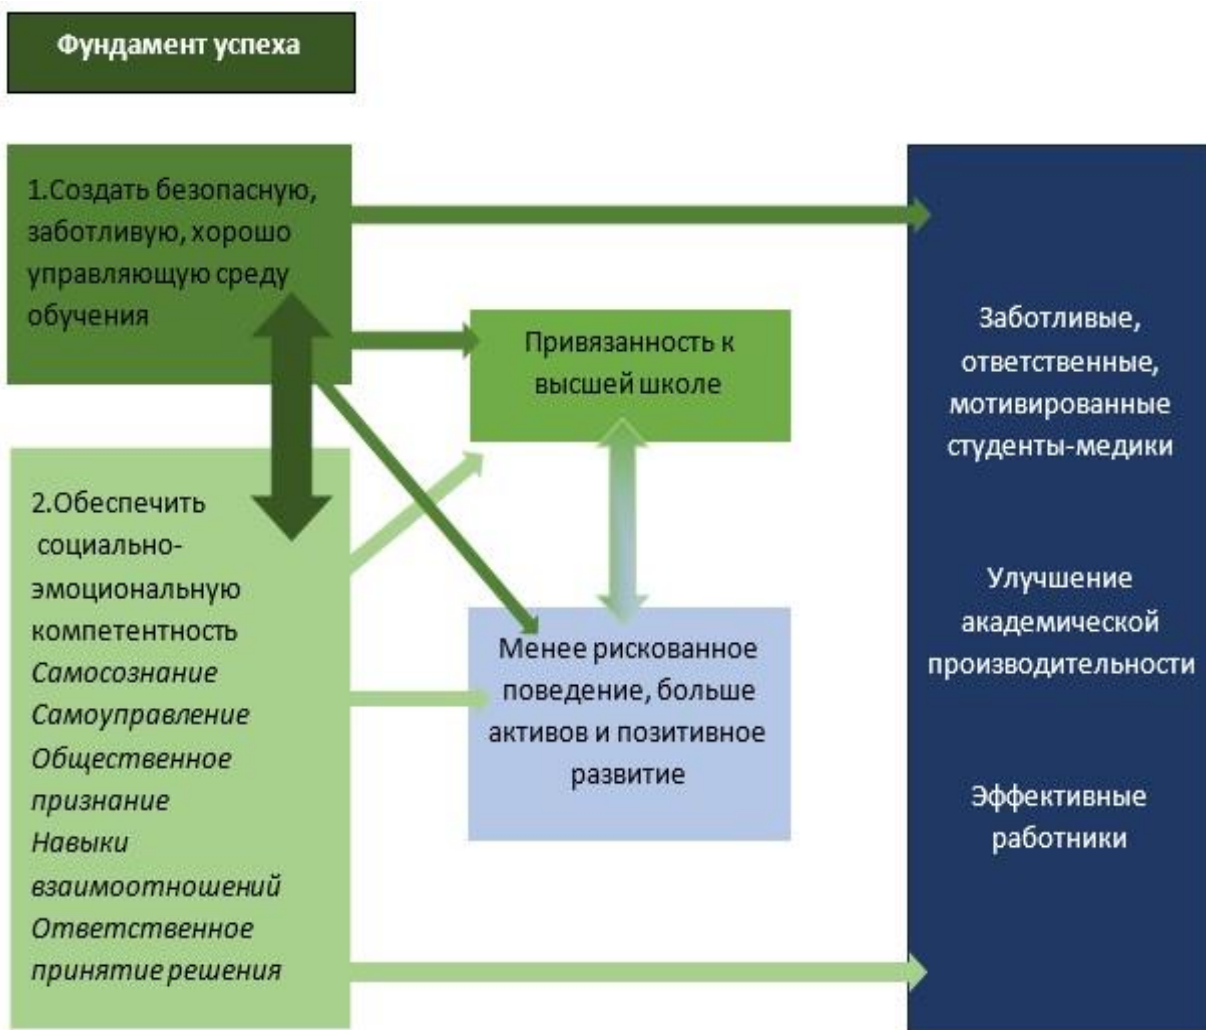 Фундамент успеха
1.Создать безопасную,
заботливую, хорошо
управляющую среду
обучения
2.Обеспечить
социально-
эмоциональную
компетентность
Самосознание
Самоуправление
Общественное
признание
Навыки
взаимоотношений
Ответственное
принятие решения
Привязанность к
высшей школе
Менее рискованное
поведение, больше
активов и позитивное
развитие
Заботливые,
ответственные,
мотивированные
студенты-медики
Улучшение
академической
производительности
Эффективные
работники